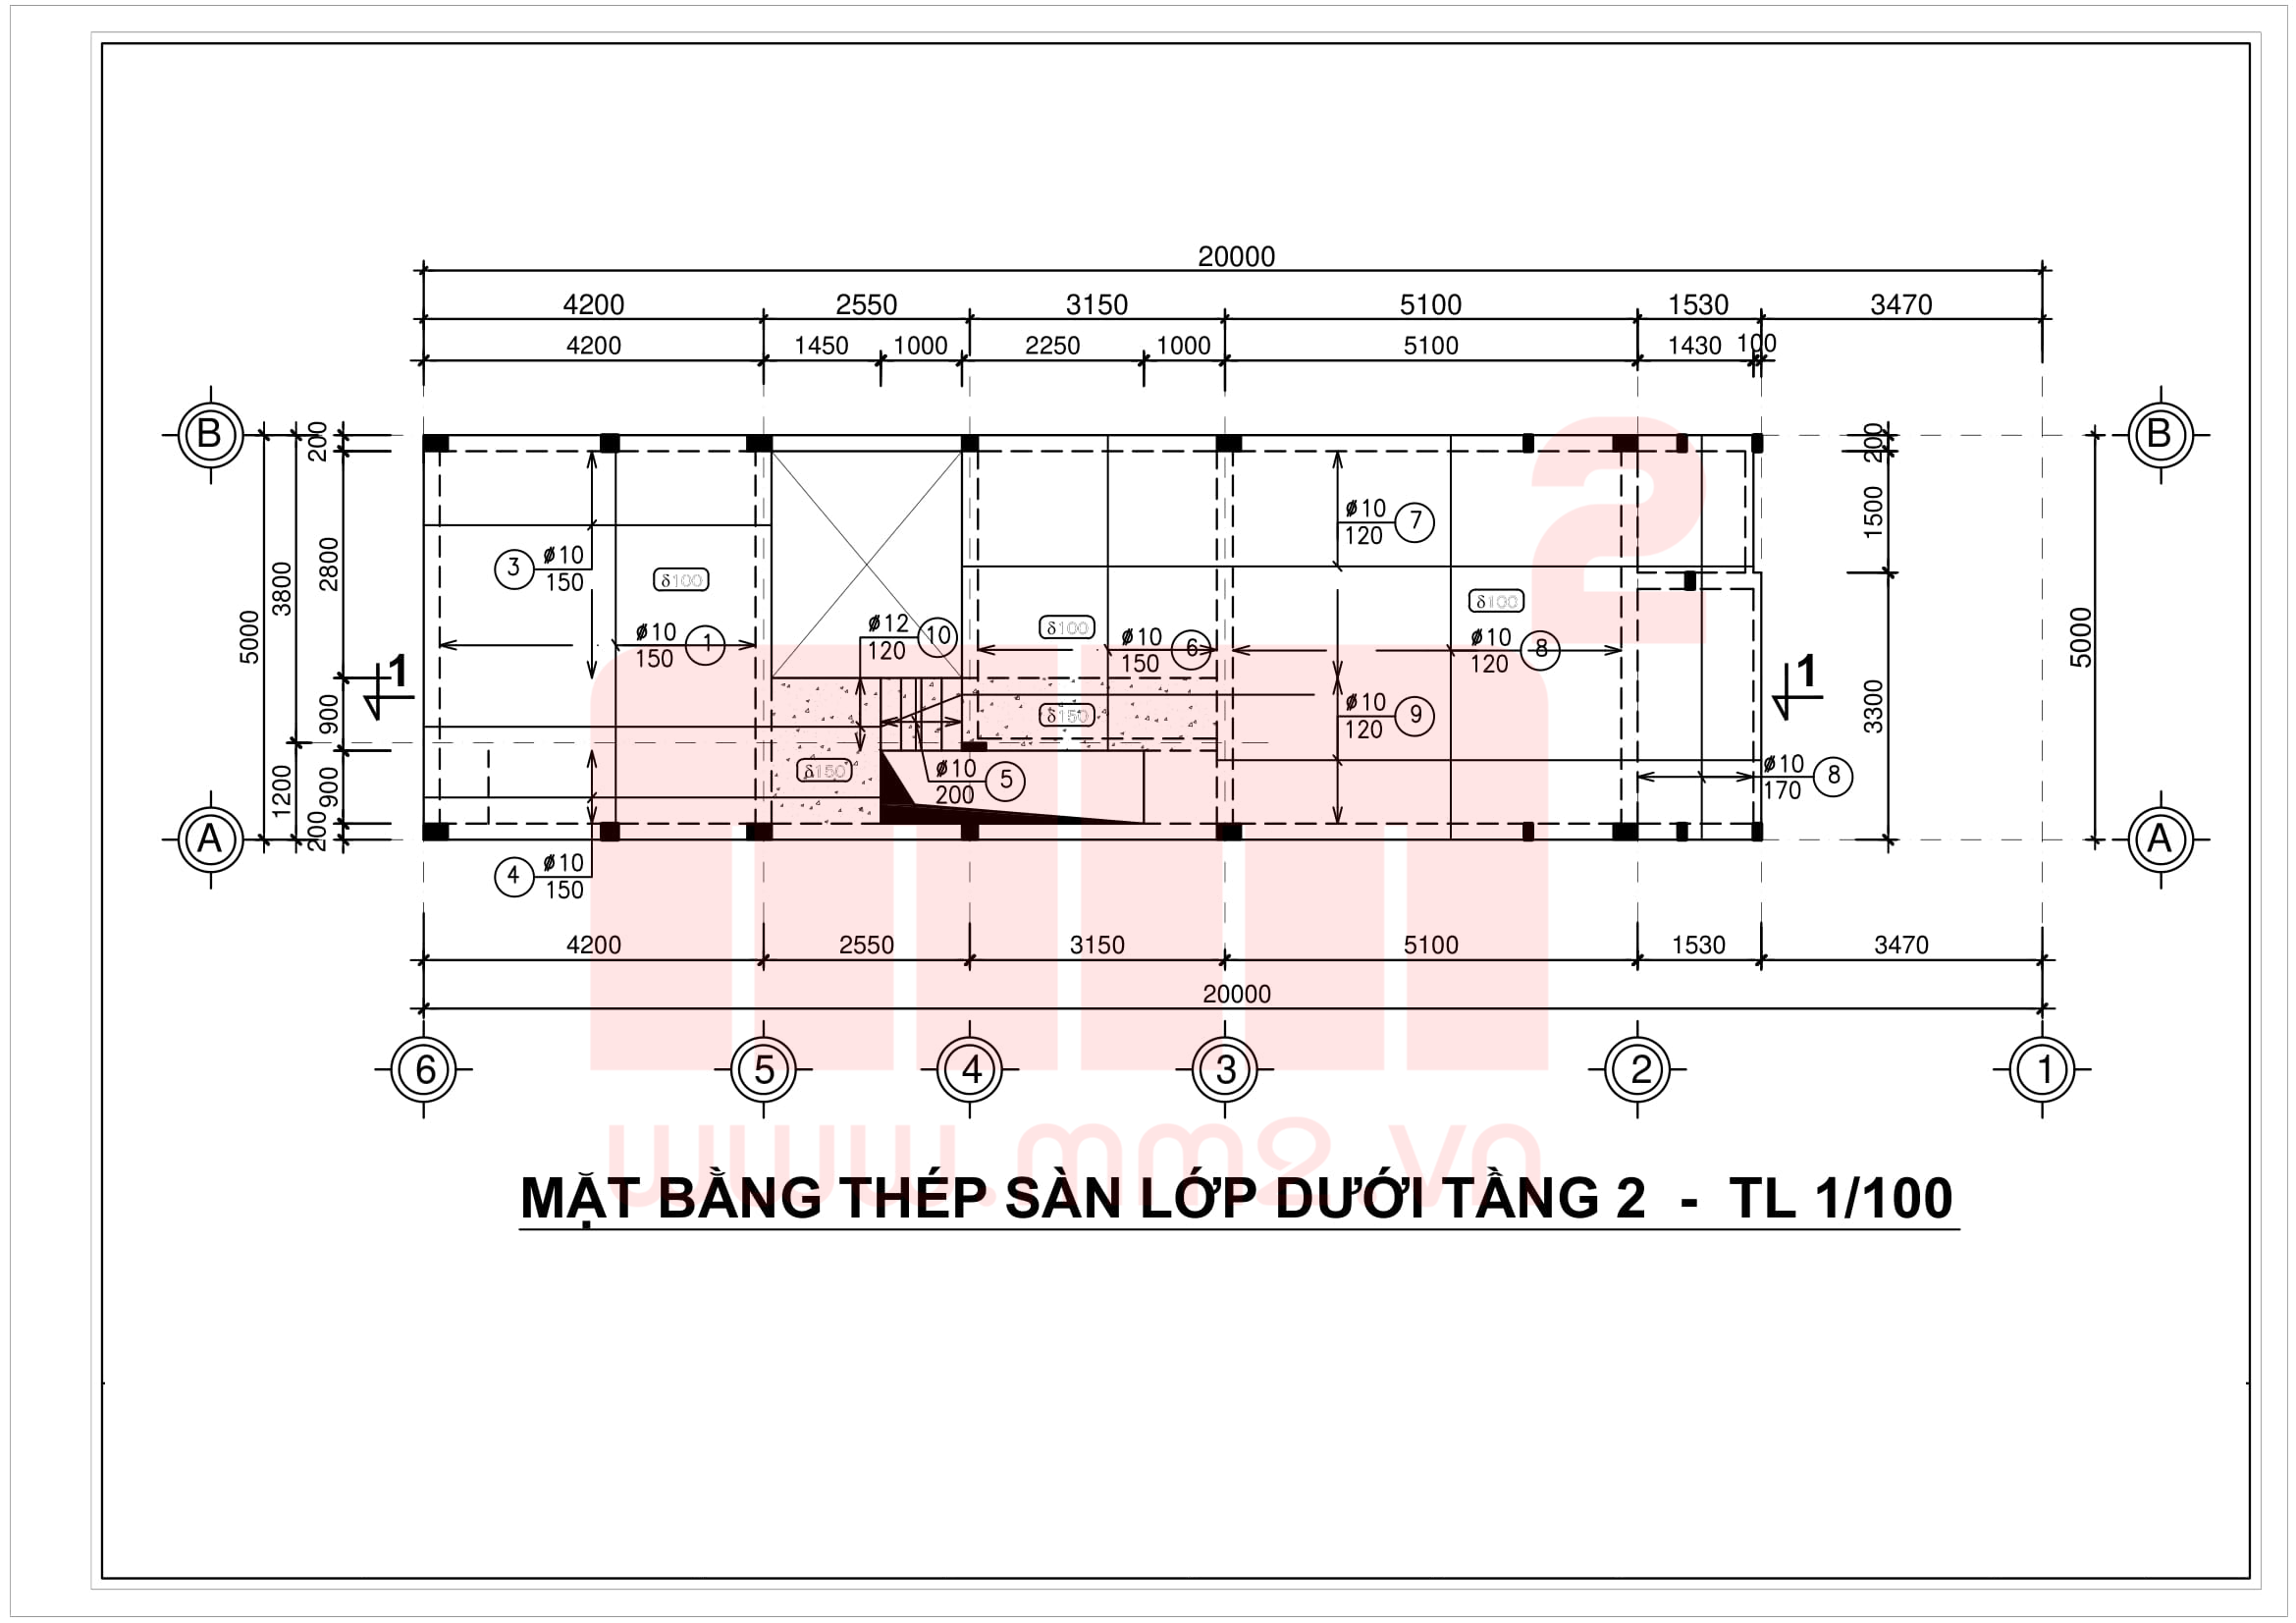 20000
4200 2550 3150 5100 1530 3470
4200 1450 1000 2250 1000 5100 1430 100
B B
200 200
ø10 7
120
1500
2800
3 ø10
150
δ100
3800
δ100
5000
ø12 10
120
δ100
ø10 1
150
ø10 6
150
ø10 8
120
5000
1 1
900
ø10 9
120
δ150
3300
δ150
ø10 5
200
ø10 8
170
1200
900
200
A A
4 ø10
150
4200 2550 3150 5100 1530 3470
20000
6 5 4 3 2 1
mm2
www.mm2.vn
MẶT BẰNG THÉP SÀN LỚP DƯỚI TẦNG 2 - TL 1/100